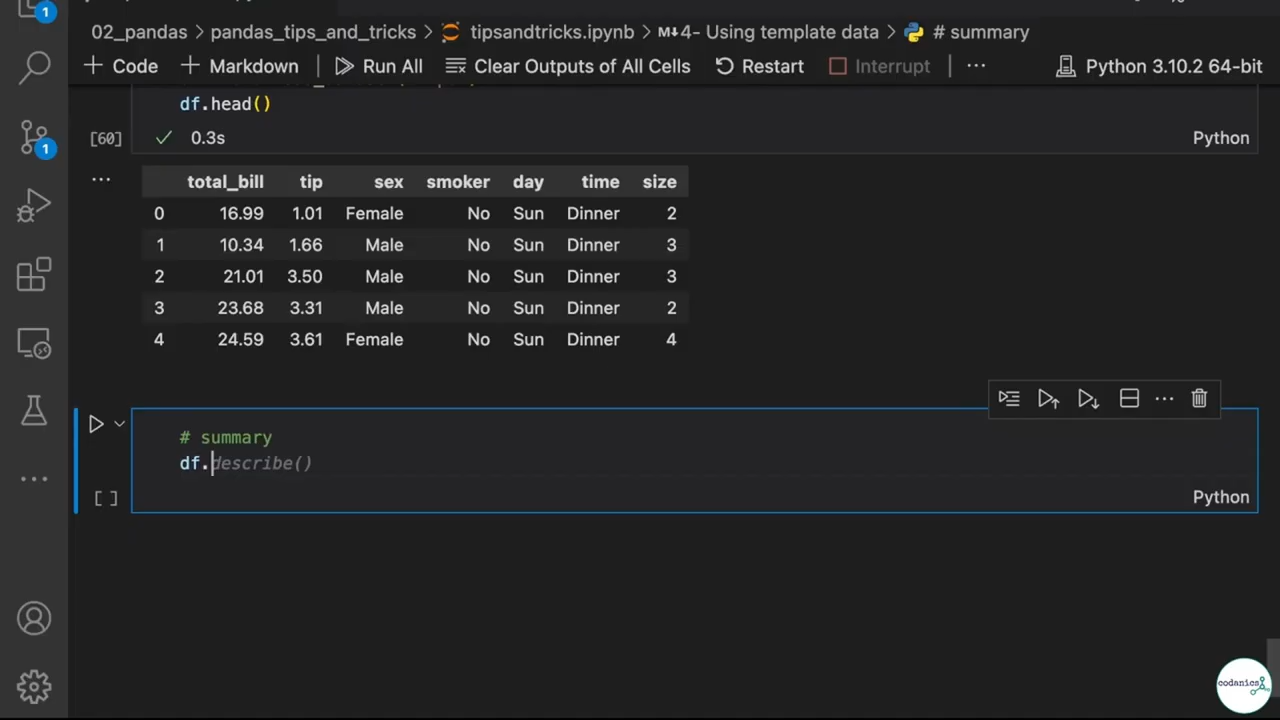 1
02_pandas > pandas_tips_and_tricks > tipsandtricks.ipynb > M↓4- Using template data > # summary
+ Code + Markdown | Run All Clear Outputs of All Cells Restart Interrupt | ... Python 3.10.2 64-bit
df.head()
[60] ✓ 0.3s Python
1
... total_bill tip sex smoker day time size
0 16.99 1.01 Female No Sun Dinner 2
1 10.34 1.66 Male No Sun Dinner 3
2 21.01 3.50 Male No Sun Dinner 3
3 23.68 3.31 Male No Sun Dinner 2
4 24.59 3.61 Female No Sun Dinner 4
# summary
df.describe()
[ ] Python
codanics